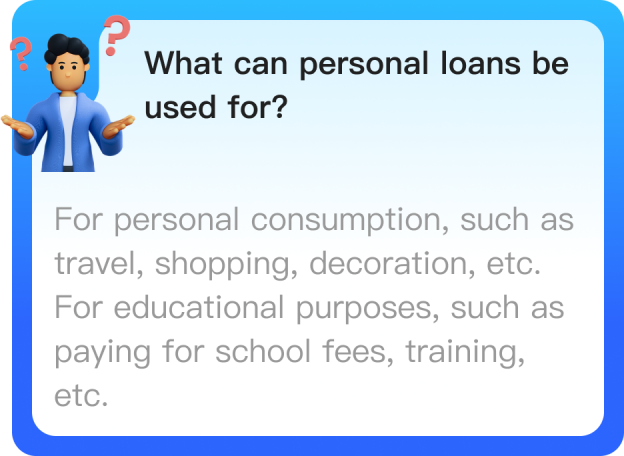 What can personal loans be
used for?
For personal consumption, such as
travel, shopping, decoration, etc.
For educational purposes, such as
paying for school fees, training,
etc.